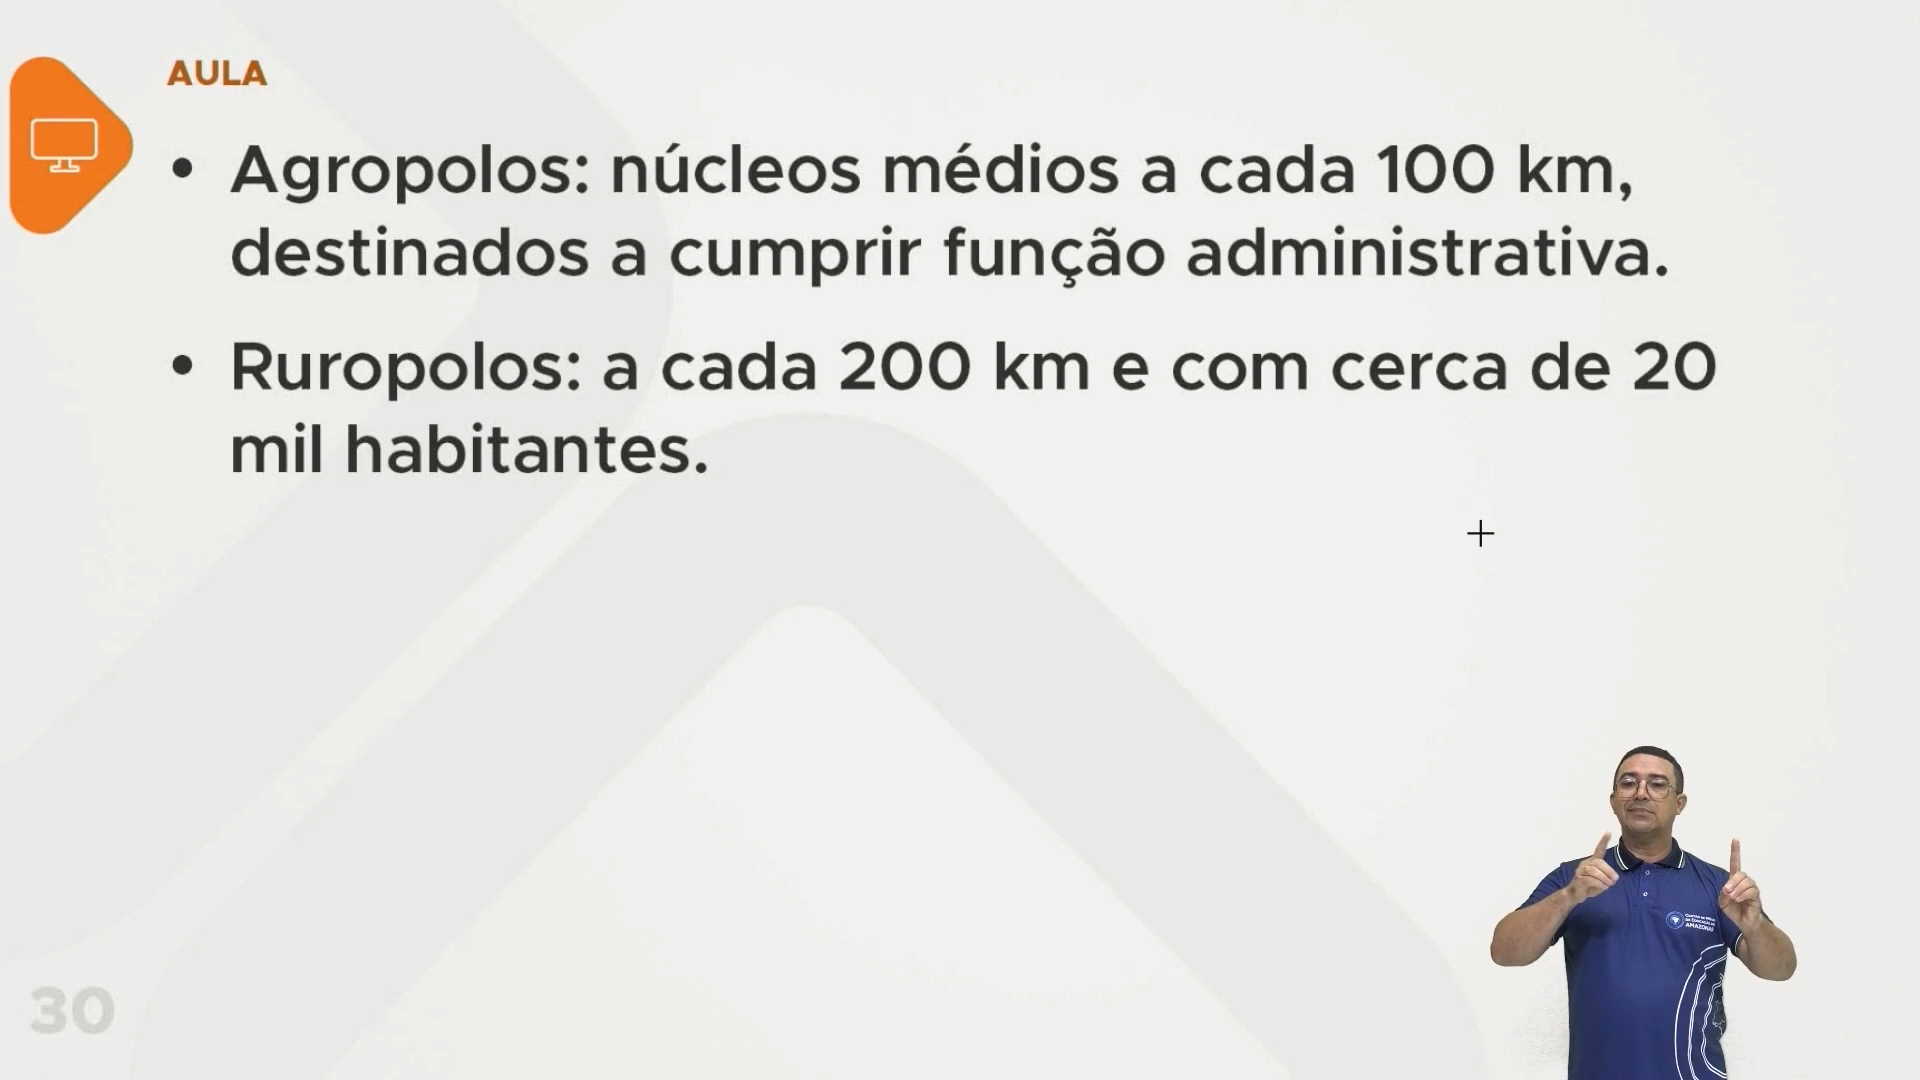 AULA
• Agropolos: núcleos médios a cada 100 km,
destinados a cumprir função administrativa.
• Ruropolos: a cada 200 km e com cerca de 20
mil habitantes.
30
AMAZONAS